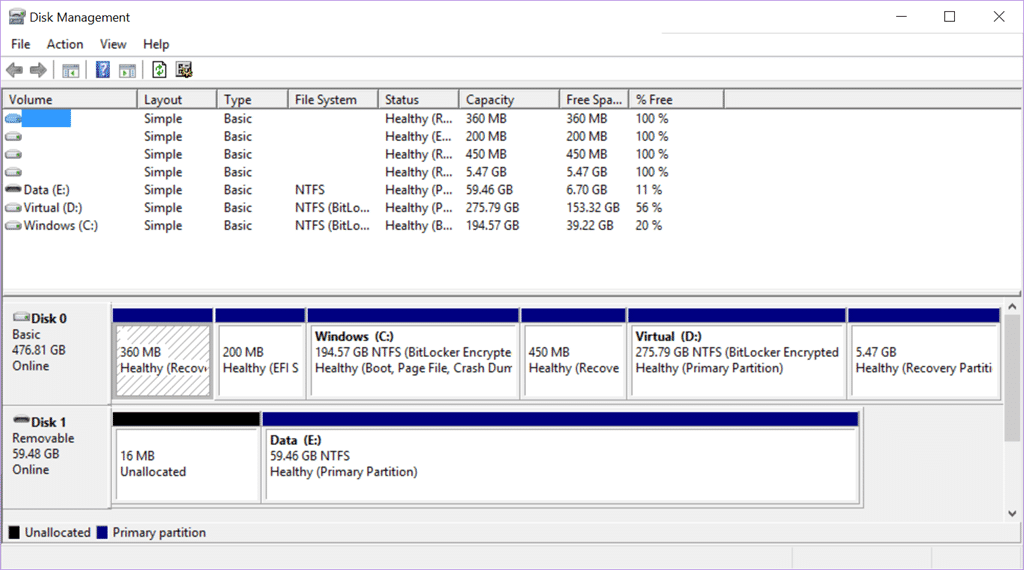 Disk Management
File Action View Help
Volume Layout Type File System Status Capacity Free Spa... % Free
Simple Basic Healthy (R... 360 MB 360 MB 100 %
Simple Basic Healthy (E... 200 MB 200 MB 100 %
Simple Basic Healthy (R... 450 MB 450 MB 100 %
Simple Basic Healthy (R... 5.47 GB 5.47 GB 100 %
Data (E:) Simple Basic NTFS Healthy (P... 59.46 GB 6.70 GB 11 %
Virtual (D:) Simple Basic NTFS (BitLo... Healthy (P... 275.79 GB 153.32 GB 56 %
Windows (C:) Simple Basic NTFS (BitLo... Healthy (B... 194.57 GB 39.22 GB 20 %
Disk 0
Basic
476.81 GB
Online
360 MB
Healthy (Recov
200 MB
Healthy (EFI S
Windows (C:)
194.57 GB NTFS (BitLocker Encrypte
Healthy (Boot, Page File, Crash Dum
450 MB
Healthy (Recove
Virtual (D:)
275.79 GB NTFS (BitLocker Encrypted
Healthy (Primary Partition)
5.47 GB
Healthy (Recovery Partiti
Disk 1
Removable
59.48 GB
Online
16 MB
Unallocated
Data (E:)
59.46 GB NTFS
Healthy (Primary Partition)
Unallocated Primary partition